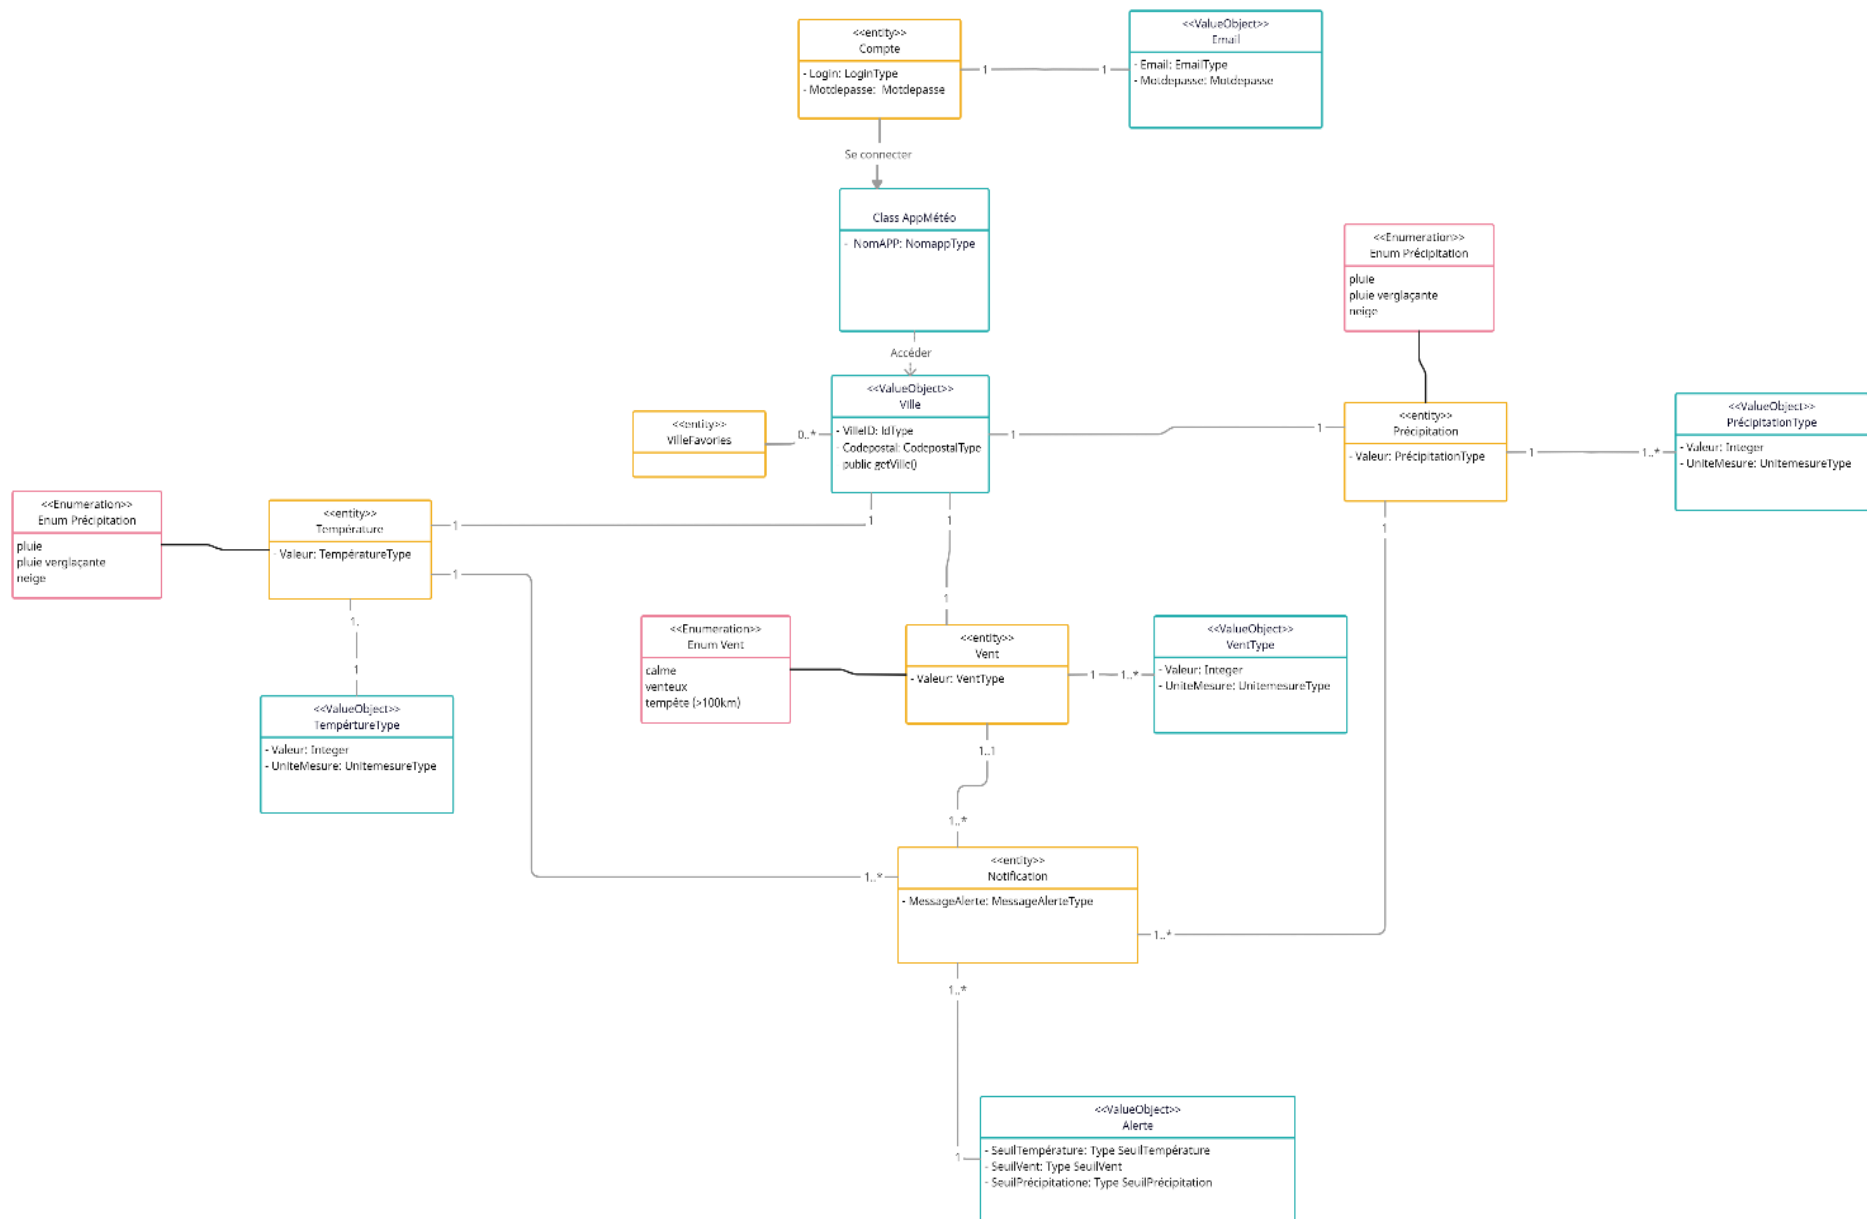 <<entity>>
Compte
- Login: LoginType
- Motdepasse: Motdepasse
1
1
<<ValueObject>>
Email
- Email: EmailType
- Motdepasse: Motdepasse
Se connecter
Class AppMétéo
- NomAPP: NomappType
Accéder
<<Enumeration>>
Enum Précipitation
pluie
pluie verglaçante
neige
<<entity>>
VilleFavories
0..*
<<ValueObject>>
Ville
- VilleID: IdType
- Codepostal: CodepostalType
public getVille()
1
1
<<entity>>
Précipitation
- Valeur: PrécipitationType
1
1..*
<<ValueObject>>
PrécipitationType
- Valeur: Integer
- UniteMesure: UnitemesureType
<<Enumeration>>
Enum Précipitation
pluie
pluie verglaçante
neige
<<entity>>
Température
- Valeur: TempératureType
1
1
1
1
1
1.
1
<<ValueObject>>
TempértureType
- Valeur: Integer
- UniteMesure: UnitemesureType
1
<<Enumeration>>
Enum Vent
calme
venteux
tempête (>100km)
<<entity>>
Vent
- Valeur: VentType
1
1..*
<<ValueObject>>
VentType
- Valeur: Integer
- UniteMesure: UnitemesureType
1..1
1..*
1..*
<<entity>>
Notification
- MessageAlerte: MessageAlerteType
1..*
1..*
1
<<ValueObject>>
Alerte
- SeuilTempérature: Type SeuilTempérature
- SeuilVent: Type SeuilVent
- SeuilPrécipitatione: Type SeuilPrécipitation